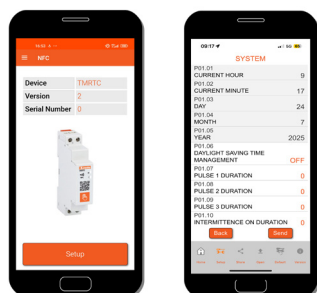 NFC
Device TMRTC
Version 2
Serial Number 0
Setup
09:17
SYSTEM
P01.01
CURRENT HOUR 9
P01.02
CURRENT MINUTE 17
P01.03
DAY 24
P01.04
MONTH 7
P01.05
YEAR 2025
P01.06
DAYLIGHT SAVING TIME
MANAGEMENT OFF
P01.07
PULSE 1 DURATION 0
P01.08
PULSE 2 DURATION 0
P01.09
PULSE 3 DURATION 0
P01.10
INTERMITTENCE ON DURATION 0
Back Send